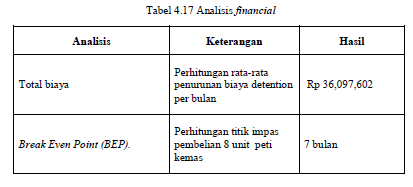 Tabel 4.17 Analisis financial
Analisis
Keterangan
Hasil
Total biaya
Perhitungan rata-rata
penurunan biaya detention
per bulan
Rp 36,097,602
Break Even Point (BEP).
Perhitungan titik impas
pembelian 8 unit peti
kemas
7 bulan